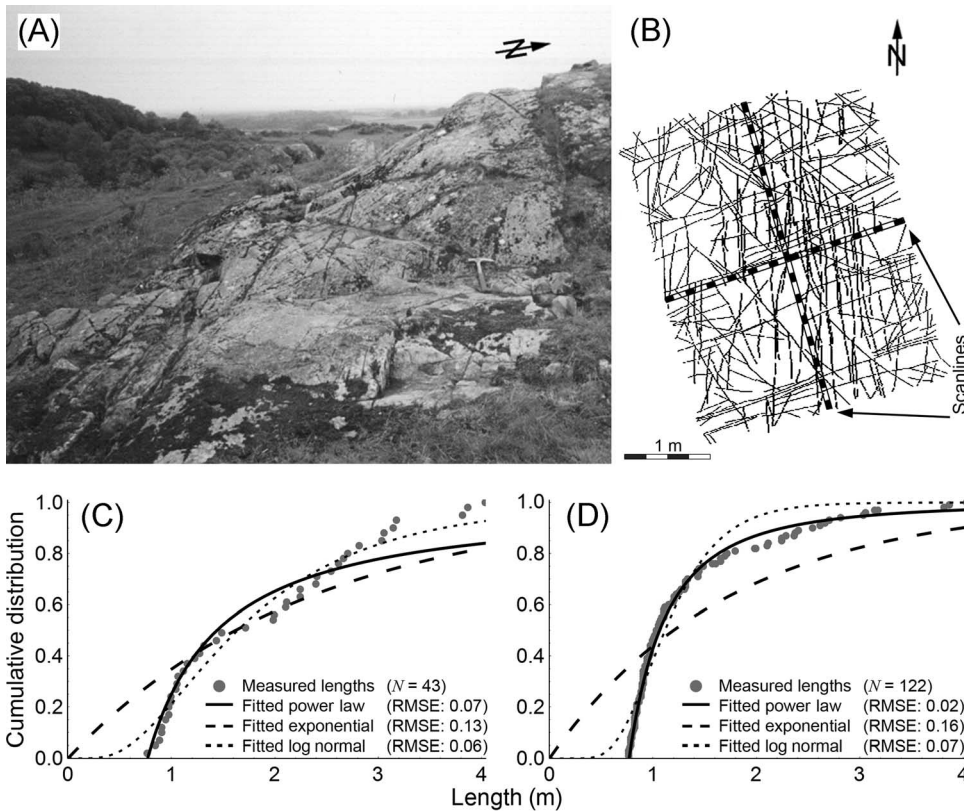 (A)
N
(B)
N
Scanlines
1 m
Cumulative distribution
(C)
1.0
0.8
0.6
0.4
0.2
0.0
0 1 2 3 4
Measured lengths (N = 43)
Fitted power law (RMSE: 0.07)
Fitted exponential (RMSE: 0.13)
Fitted log normal (RMSE: 0.06)
(D)
1.0
0.8
0.6
0.4
0.2
0.0
0 1 2 3 4
Measured lengths (N = 122)
Fitted power law (RMSE: 0.02)
Fitted exponential (RMSE: 0.16)
Fitted log normal (RMSE: 0.07)
Length (m)